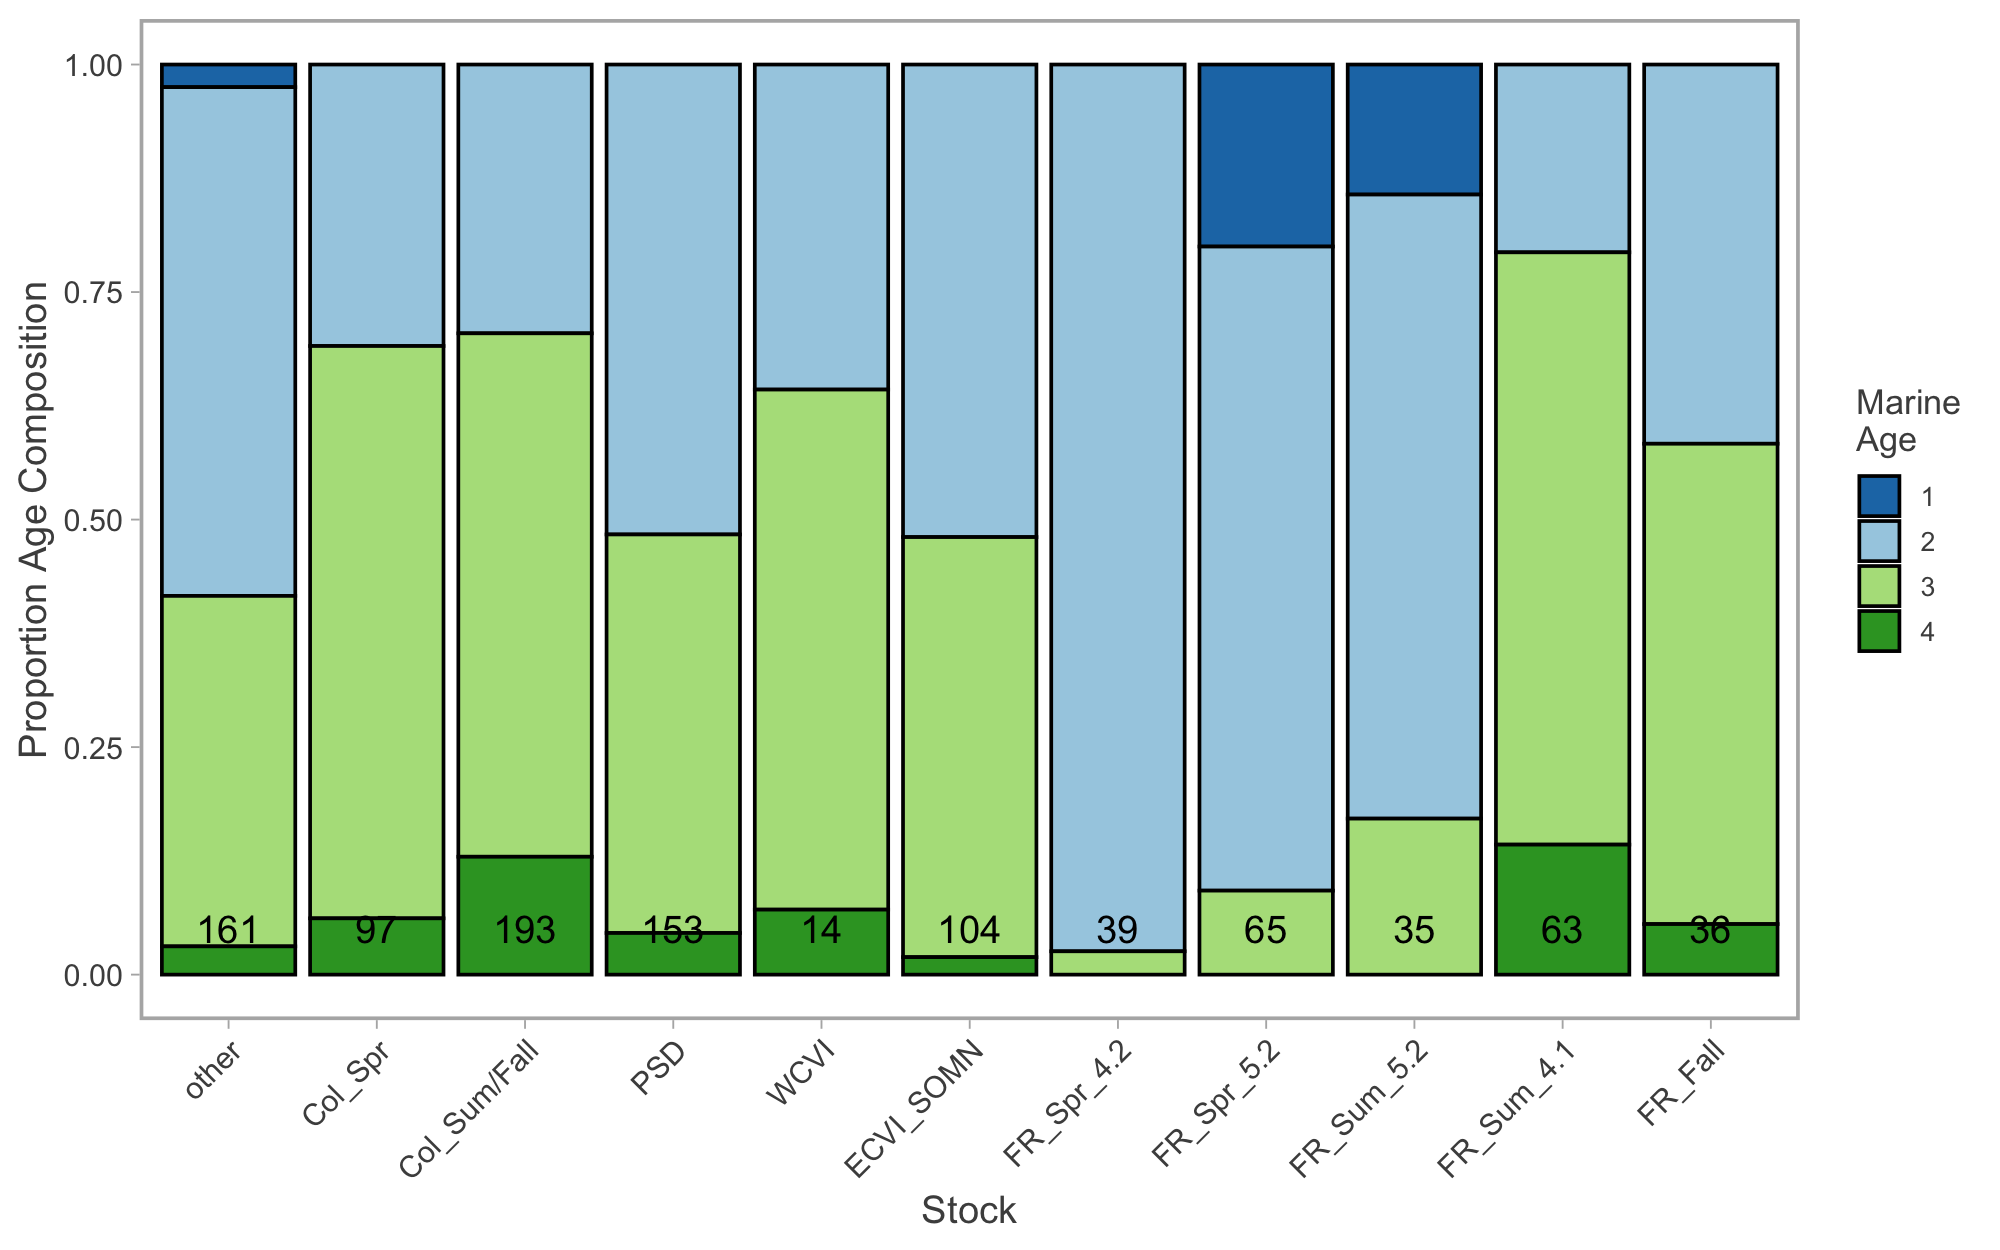 Proportion Age Composition
1.00
0.75
0.50
0.25
0.00
161 97 193 153 14 104 39 65 35 63 36
other Col_Spr Col_Sum/Fall PSD WCVI ECVI_SOMN FR_Spr_4.2 FR_Spr_5.2 FR_Sum_5.2 FR_Sum_4.1 FR_Fall
Stock
Marine
Age
1
2
3
4